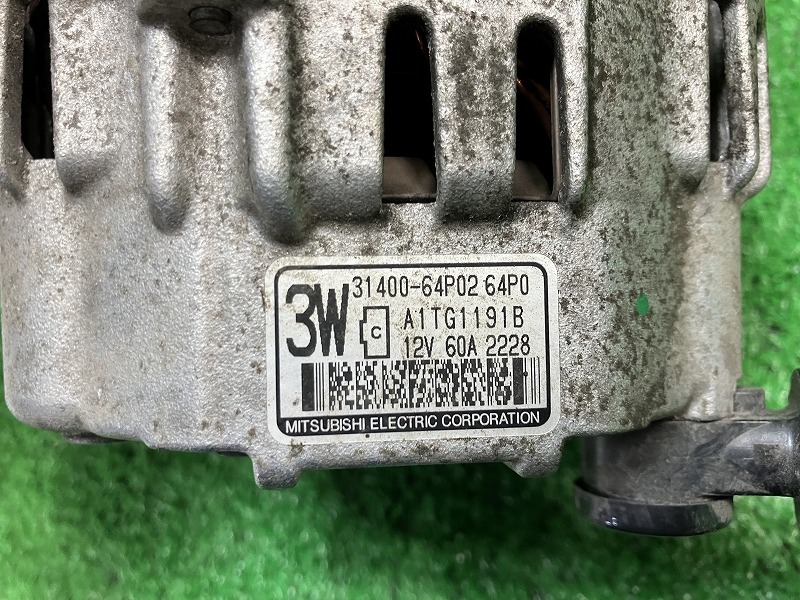 3W
31400-64P02 64P0
C A1TG1191B
12V 60A 2228
MITSUBISHI ELECTRIC CORPORATION